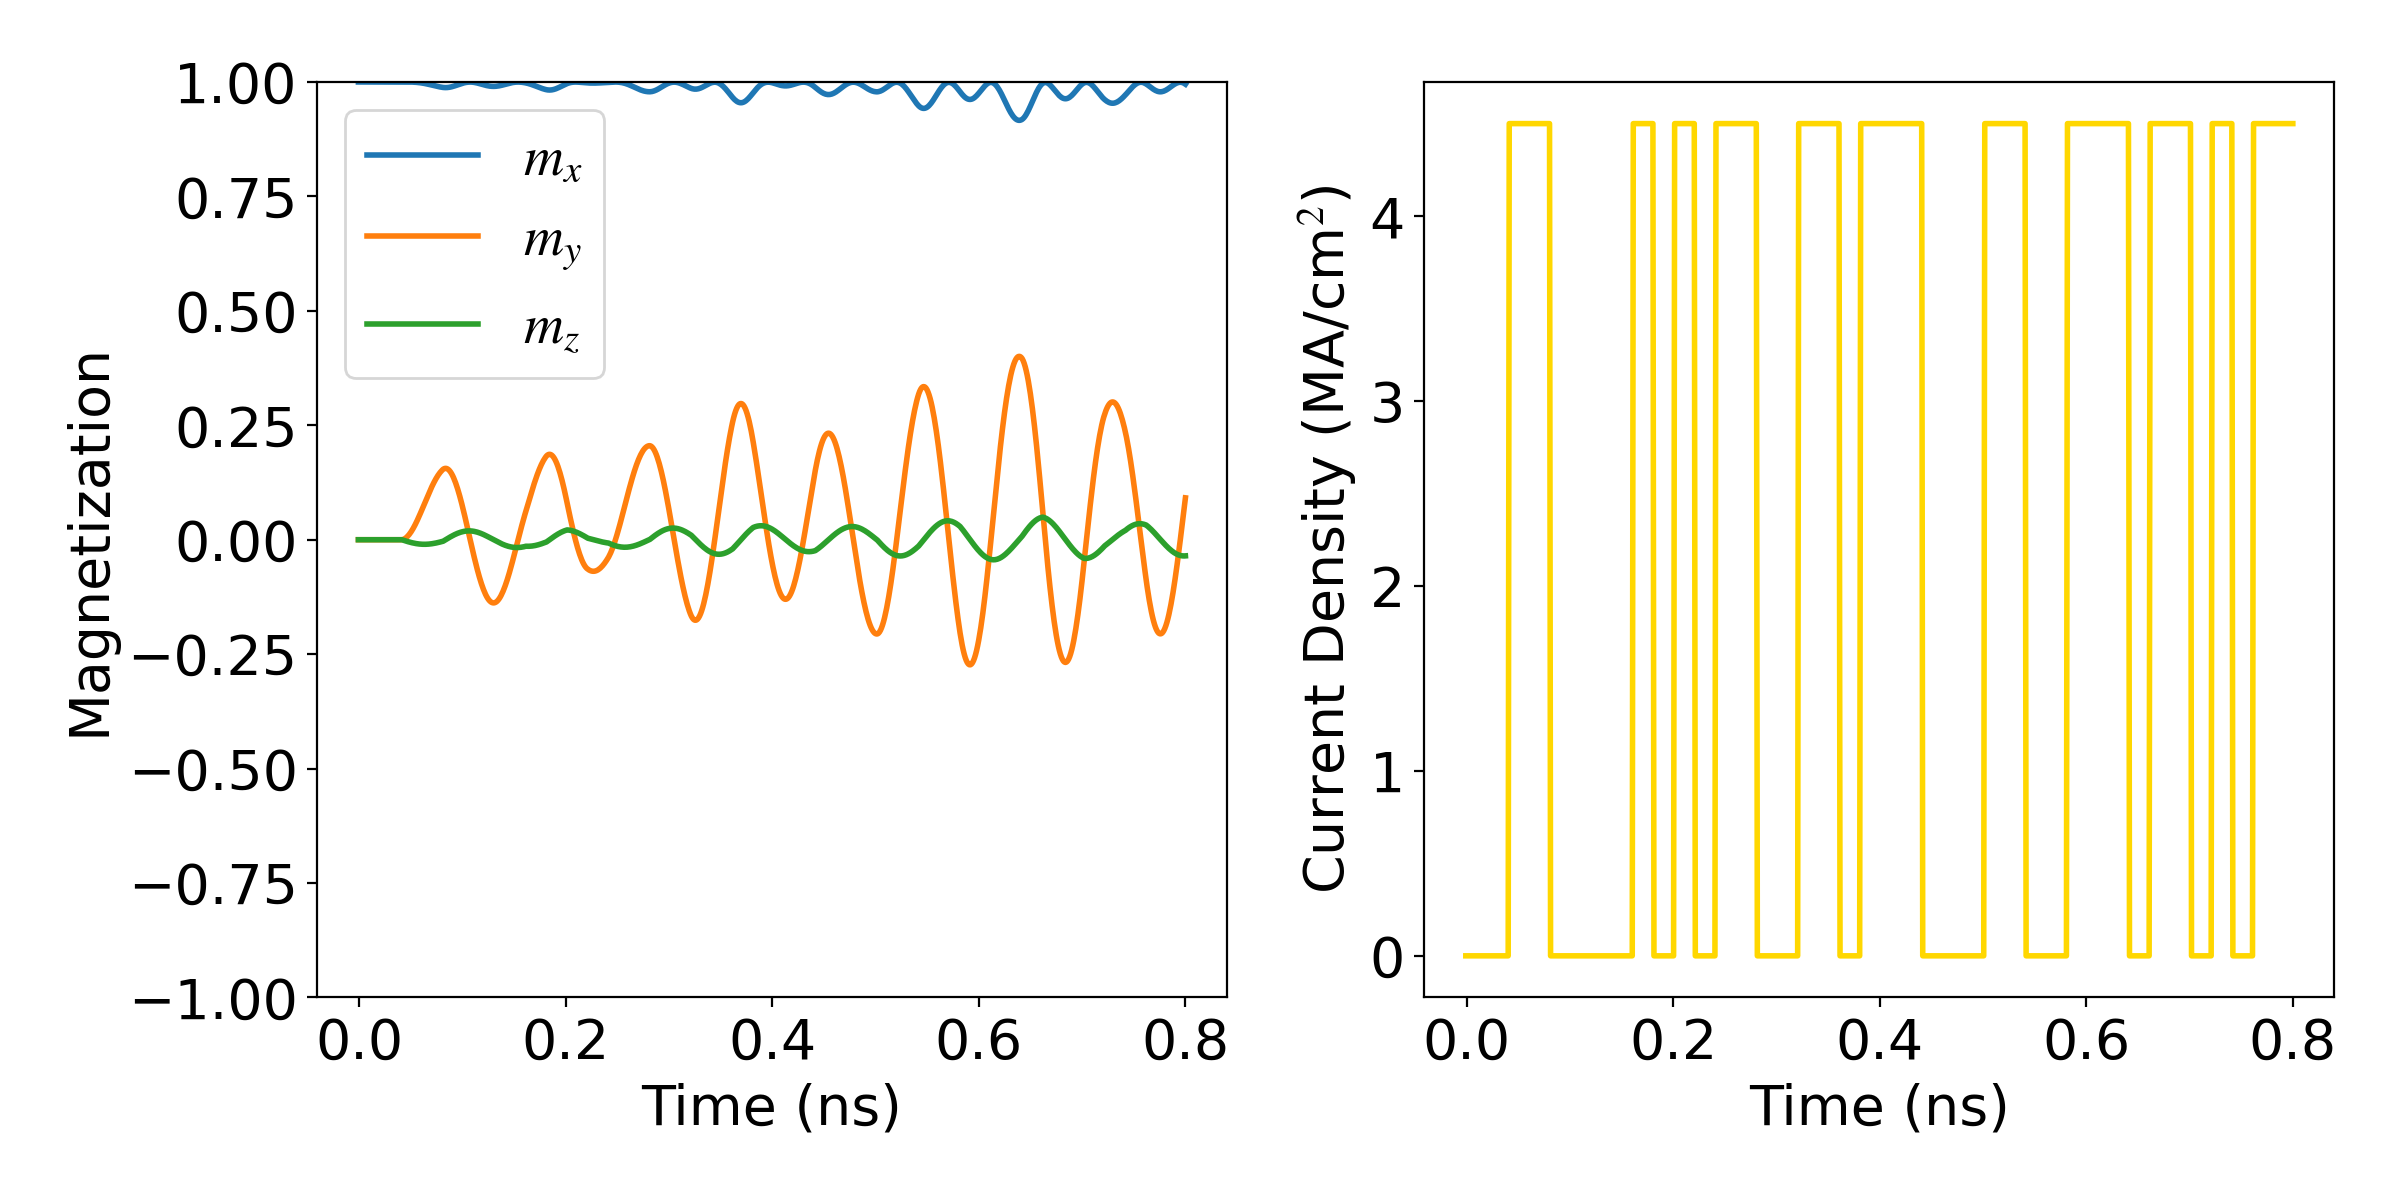 1.00
0.75
0.50
0.25
0.00
−0.25
−0.50
−0.75
−1.00
Magnetization
m_x
m_y
m_z
0.0 0.2 0.4 0.6 0.8
Time (ns)
4
3
2
1
0
Current Density (MA/cm²)
0.0 0.2 0.4 0.6 0.8
Time (ns)